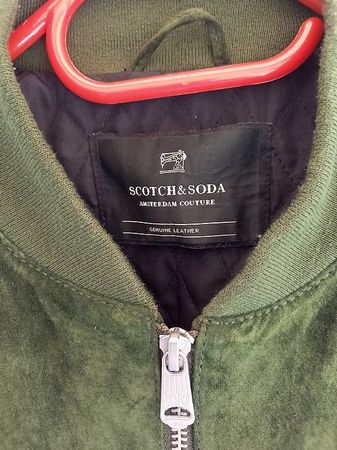 SCOTCH & SODA
AMSTERDAM COUTURE
GENUINE LEATHER